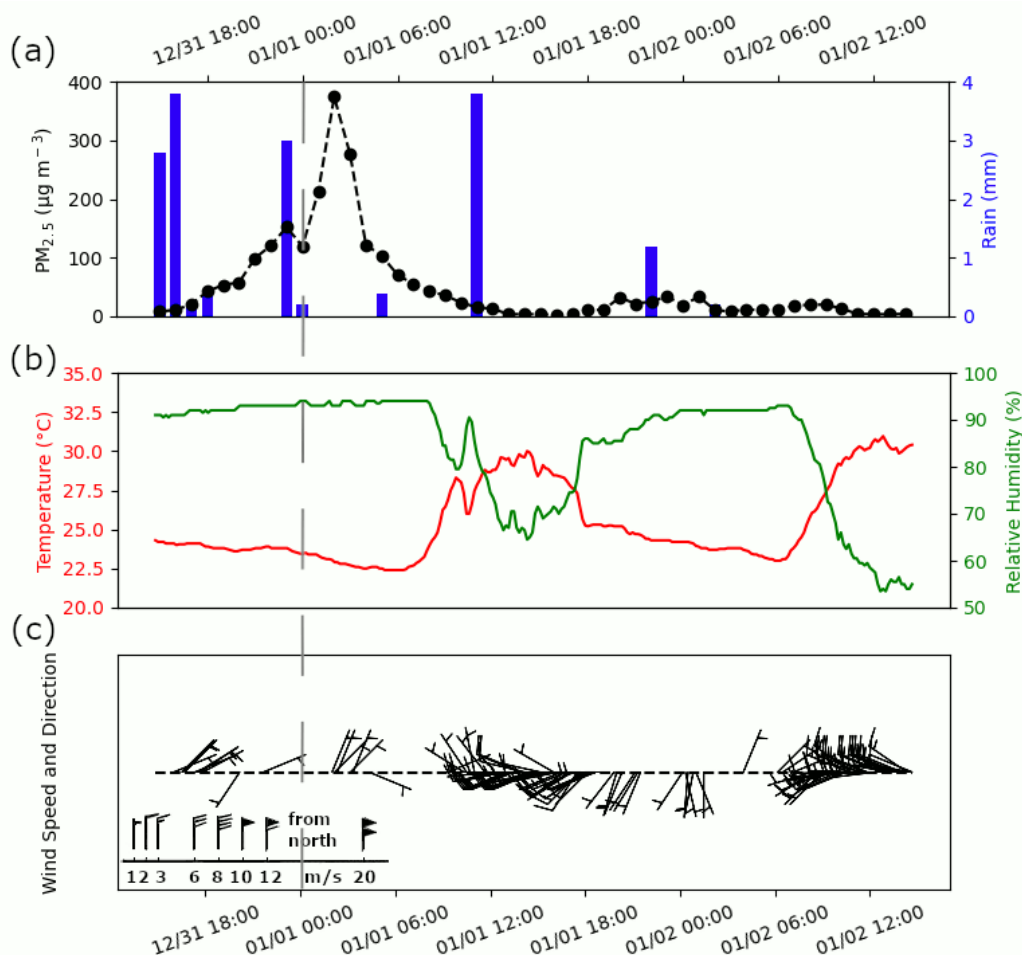 12/31 18:00 01/01 00:00 01/01 06:00 01/01 12:00 01/01 18:00 01/02 00:00 01/02 06:00 01/02 12:00
(a)
PM2.5 (µg m−3)
400
300
200
100
0
4
3
2
1
0
Rain (mm)
(b)
Temperature (°C)
35.0
32.5
30.0
27.5
25.0
22.5
20.0
100
90
80
70
60
50
Relative Humidity (%)
(c)
Wind Speed and Direction
from
north
1 2 3 6 8 10 12 m/s 20
12/31 18:00 01/01 00:00 01/01 06:00 01/01 12:00 01/01 18:00 01/02 00:00 01/02 06:00 01/02 12:00